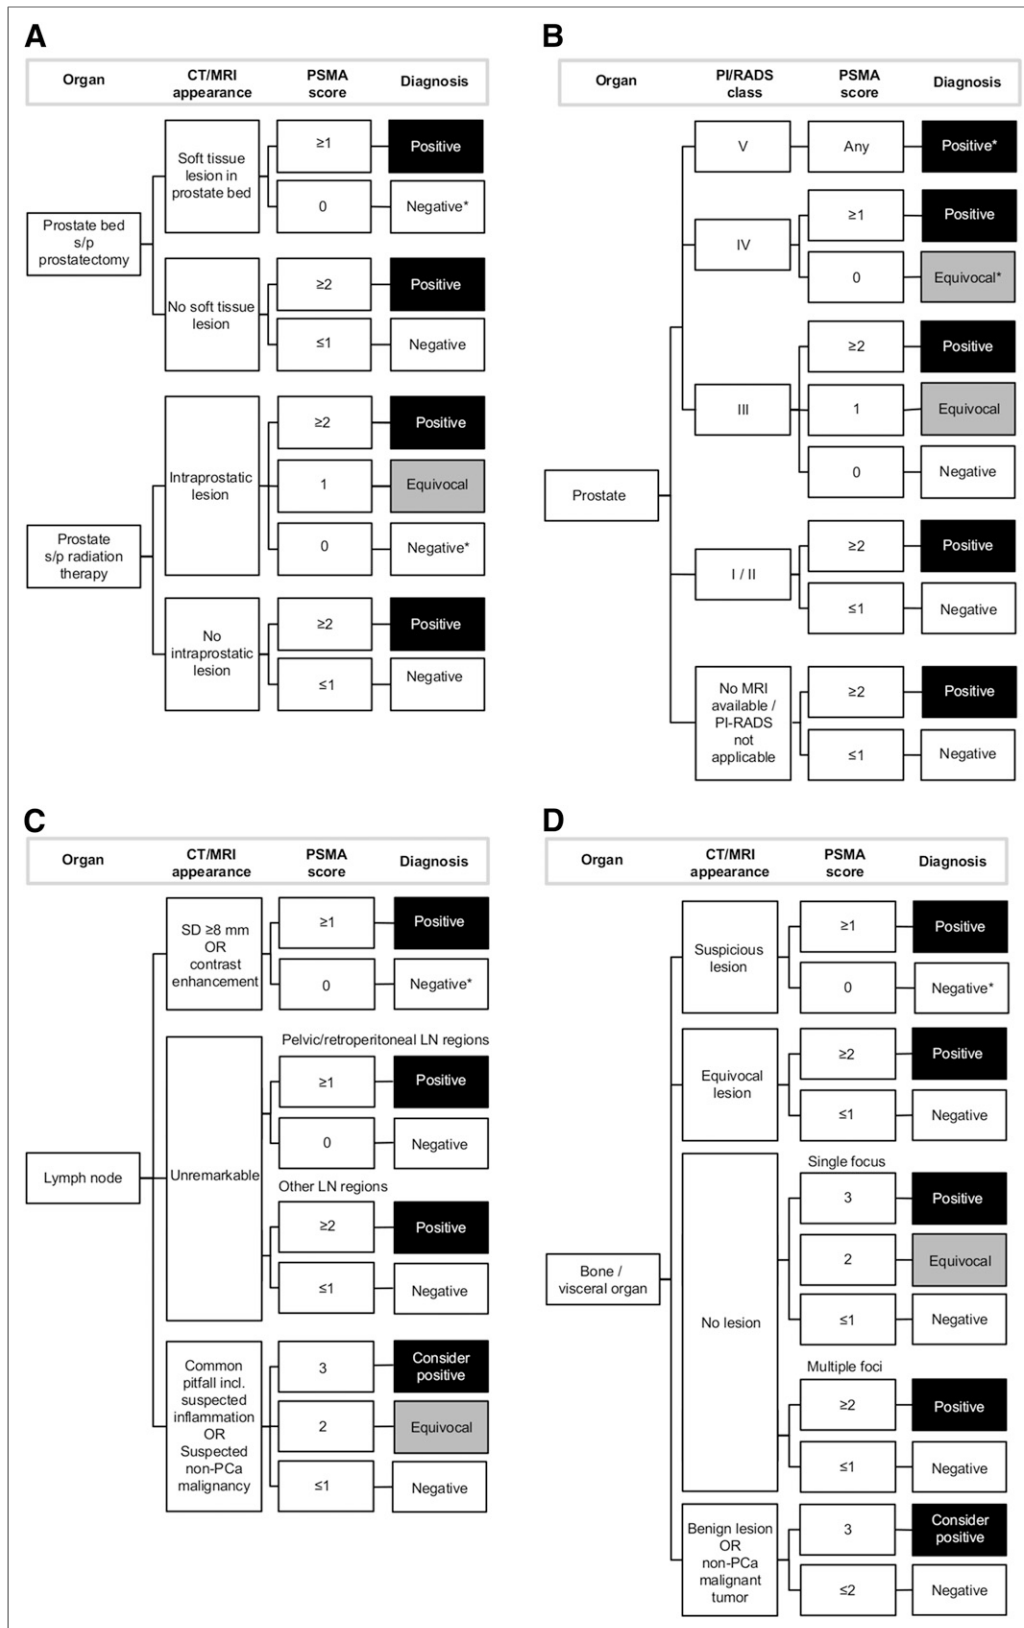 A
Organ
CT/MRI
appearance
PSMA
score
Diagnosis
Prostate bed
s/p
prostatectomy
Soft tissue
lesion in
prostate bed
≥1
Positive
0
Negative*
No soft tissue
lesion
≥2
Positive
≤1
Negative
Prostate
s/p radiation
therapy
Intraprostatic
lesion
≥2
Positive
1
Equivocal
0
Negative*
No
intraprostatic
lesion
≥2
Positive
≤1
Negative
B
Organ
PI/RADS
class
PSMA
score
Diagnosis
Prostate
V
Any
Positive*
IV
≥1
Positive
0
Equivocal*
III
≥2
Positive
1
Equivocal
0
Negative
I / II
≥2
Positive
≤1
Negative
No MRI
available /
PI-RADS
not
applicable
≥2
Positive
≤1
Negative
C
Organ
CT/MRI
appearance
PSMA
score
Diagnosis
Lymph node
SD ≥8 mm
OR
contrast
enhancement
≥1
Positive
0
Negative*
Unremarkable
Pelvic/retroperitoneal LN regions
≥1
Positive
0
Negative
Other LN regions
≥2
Positive
≤1
Negative
Common
pitfall incl.
suspected
inflammation
OR
Suspected
non-PCa
malignancy
3
Consider
positive
2
Equivocal
≤1
Negative
D
Organ
CT/MRI
appearance
PSMA
score
Diagnosis
Bone /
visceral organ
Suspicious
lesion
≥1
Positive
0
Negative*
Equivocal
lesion
≥2
Positive
≤1
Negative
No lesion
Single focus
3
Positive
2
Equivocal
≤1
Negative
Multiple foci
≥2
Positive
≤1
Negative
Benign lesion
OR
non-PCa
malignant
tumor
3
Consider
positive
≤2
Negative